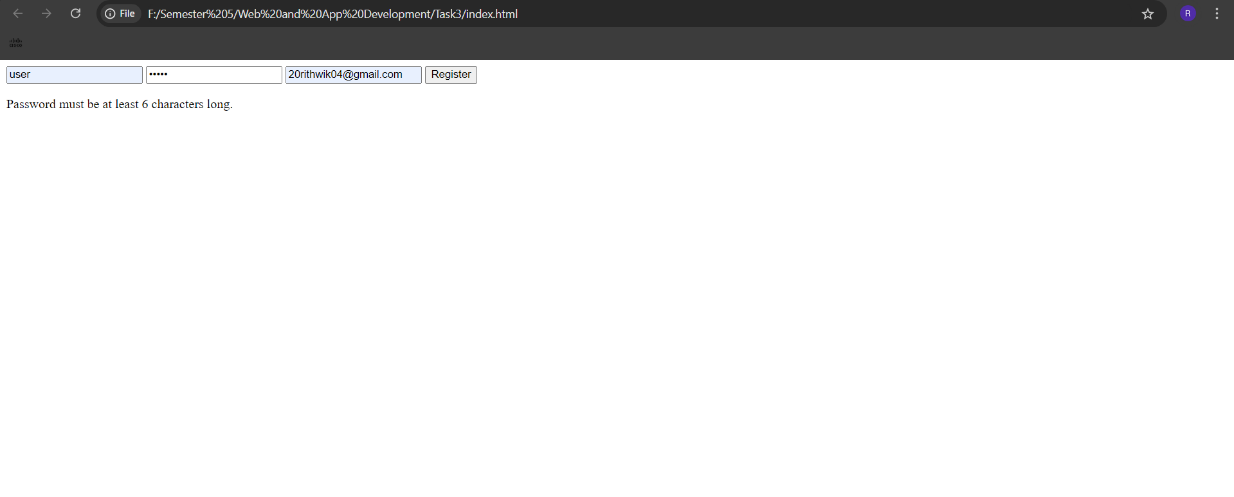 File F:/Semester%205/Web%20and%20App%20Development/Task3/index.html R
user ••••• 20rithwik04@gmail.com Register
Password must be at least 6 characters long.